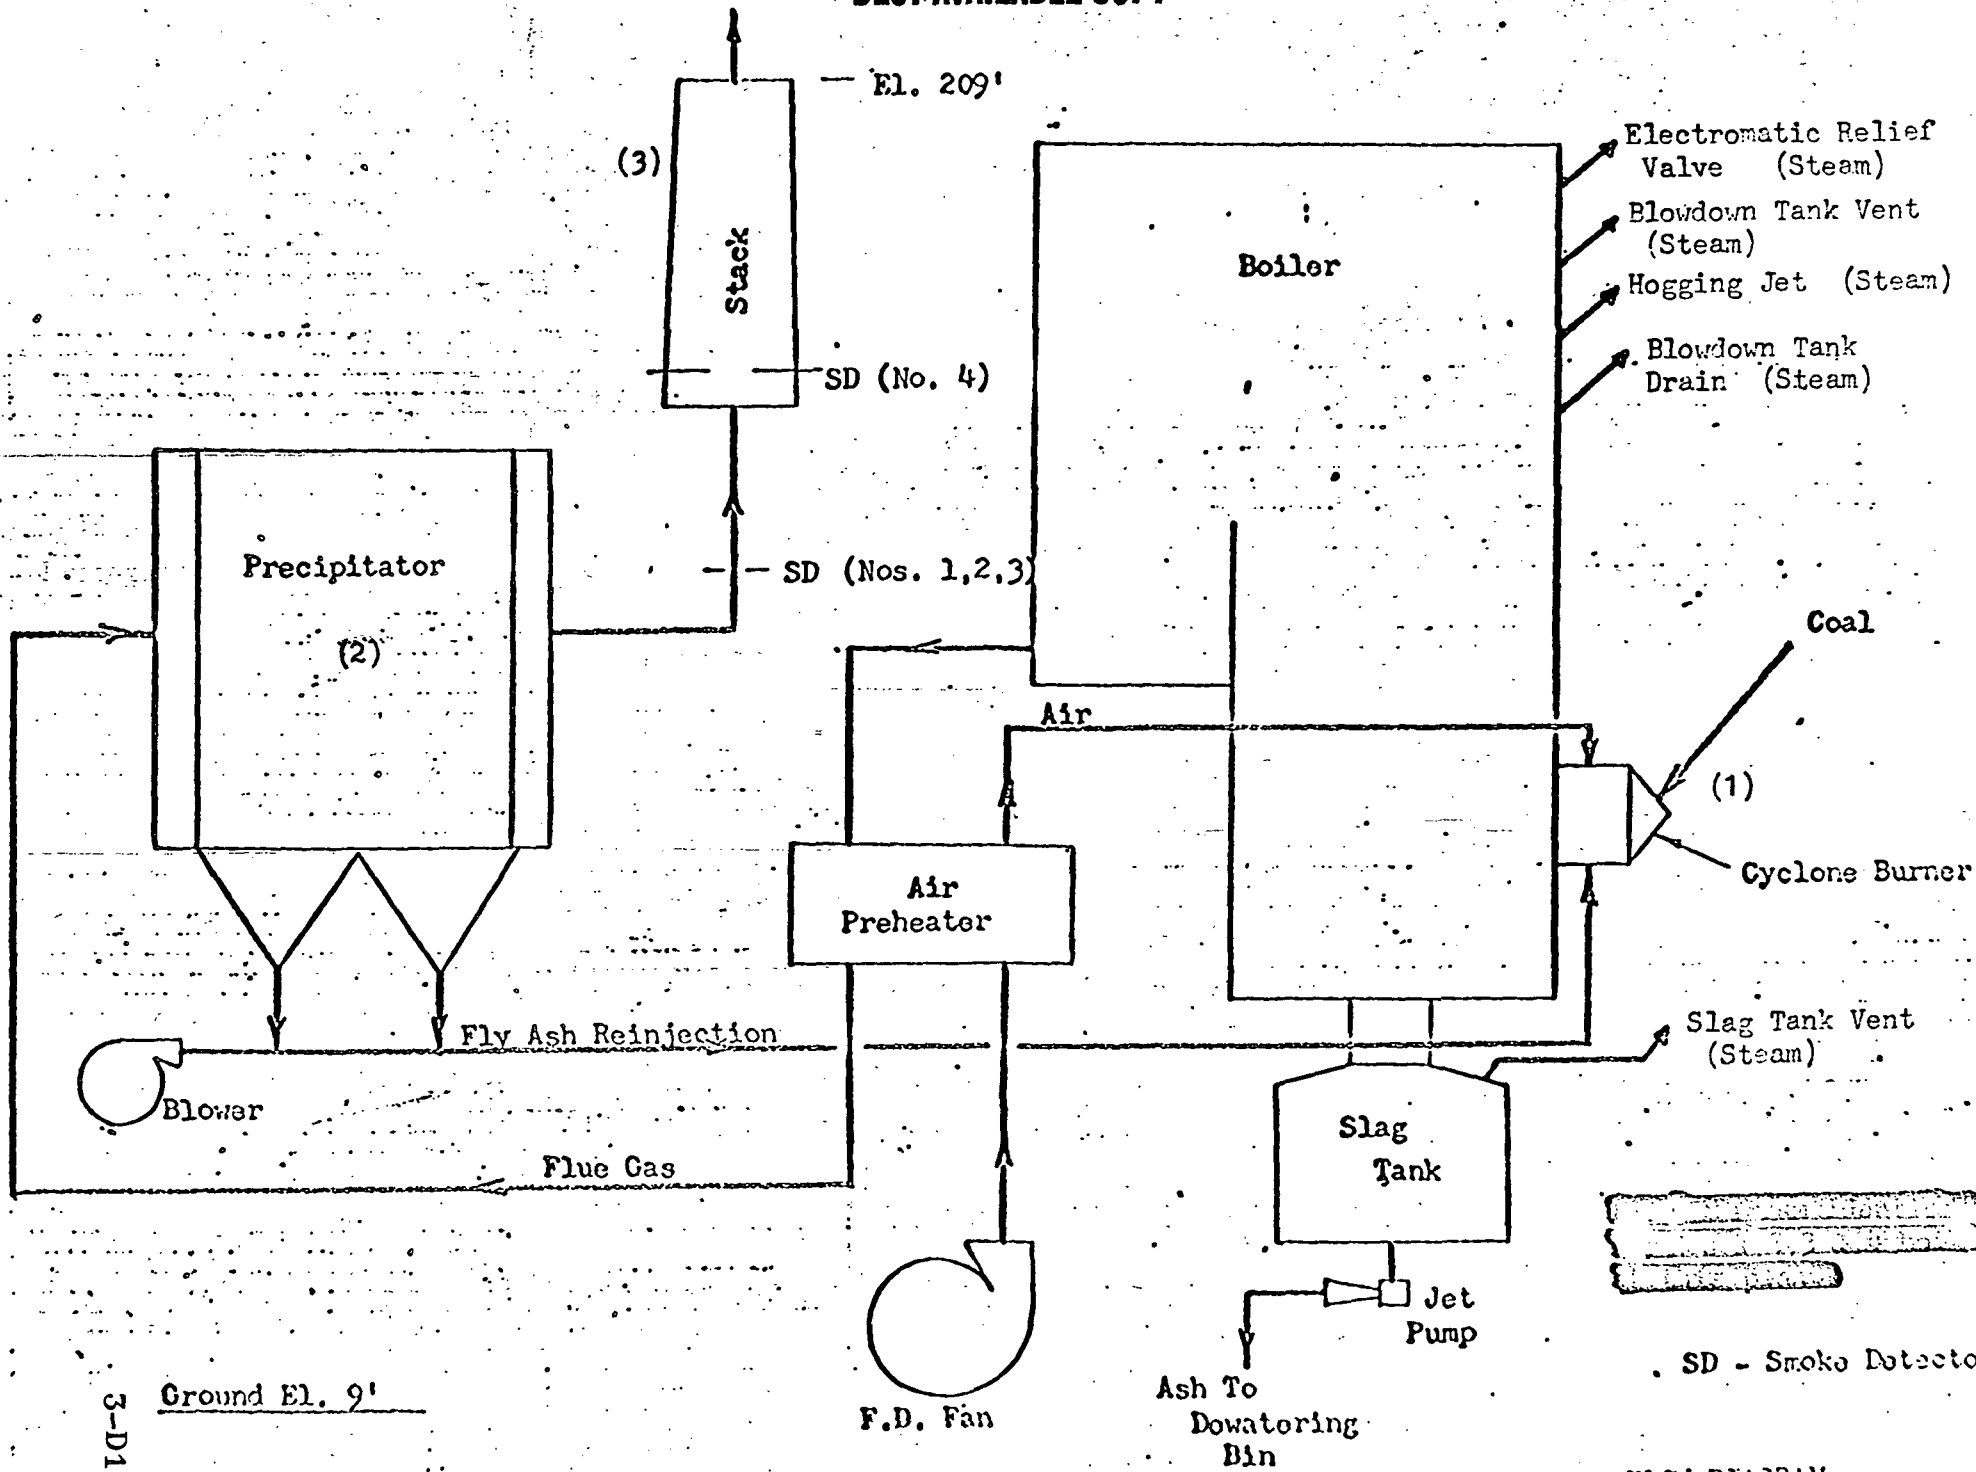 El. 209'
(3)
Stack
SD (No. 4)
Electromatic Relief
Valve (Steam)
Blowdown Tank Vent
(Steam)
Hogging Jet (Steam)
Blowdown Tank
Drain (Steam)
Boiler
Precipitator
(2)
SD (Nos. 1,2,3)
Coal
Air
(1)
Cyclone Burner
Air
Preheater
Fly Ash Reinjection
Blower
Flue Gas
Slag Tank Vent
(Steam)
Slag
Tank
Jet
Pump
SD - Smoke
Ground El. 9'
F.D. Fan
Ash To
Dewatering
Bin
3-D1